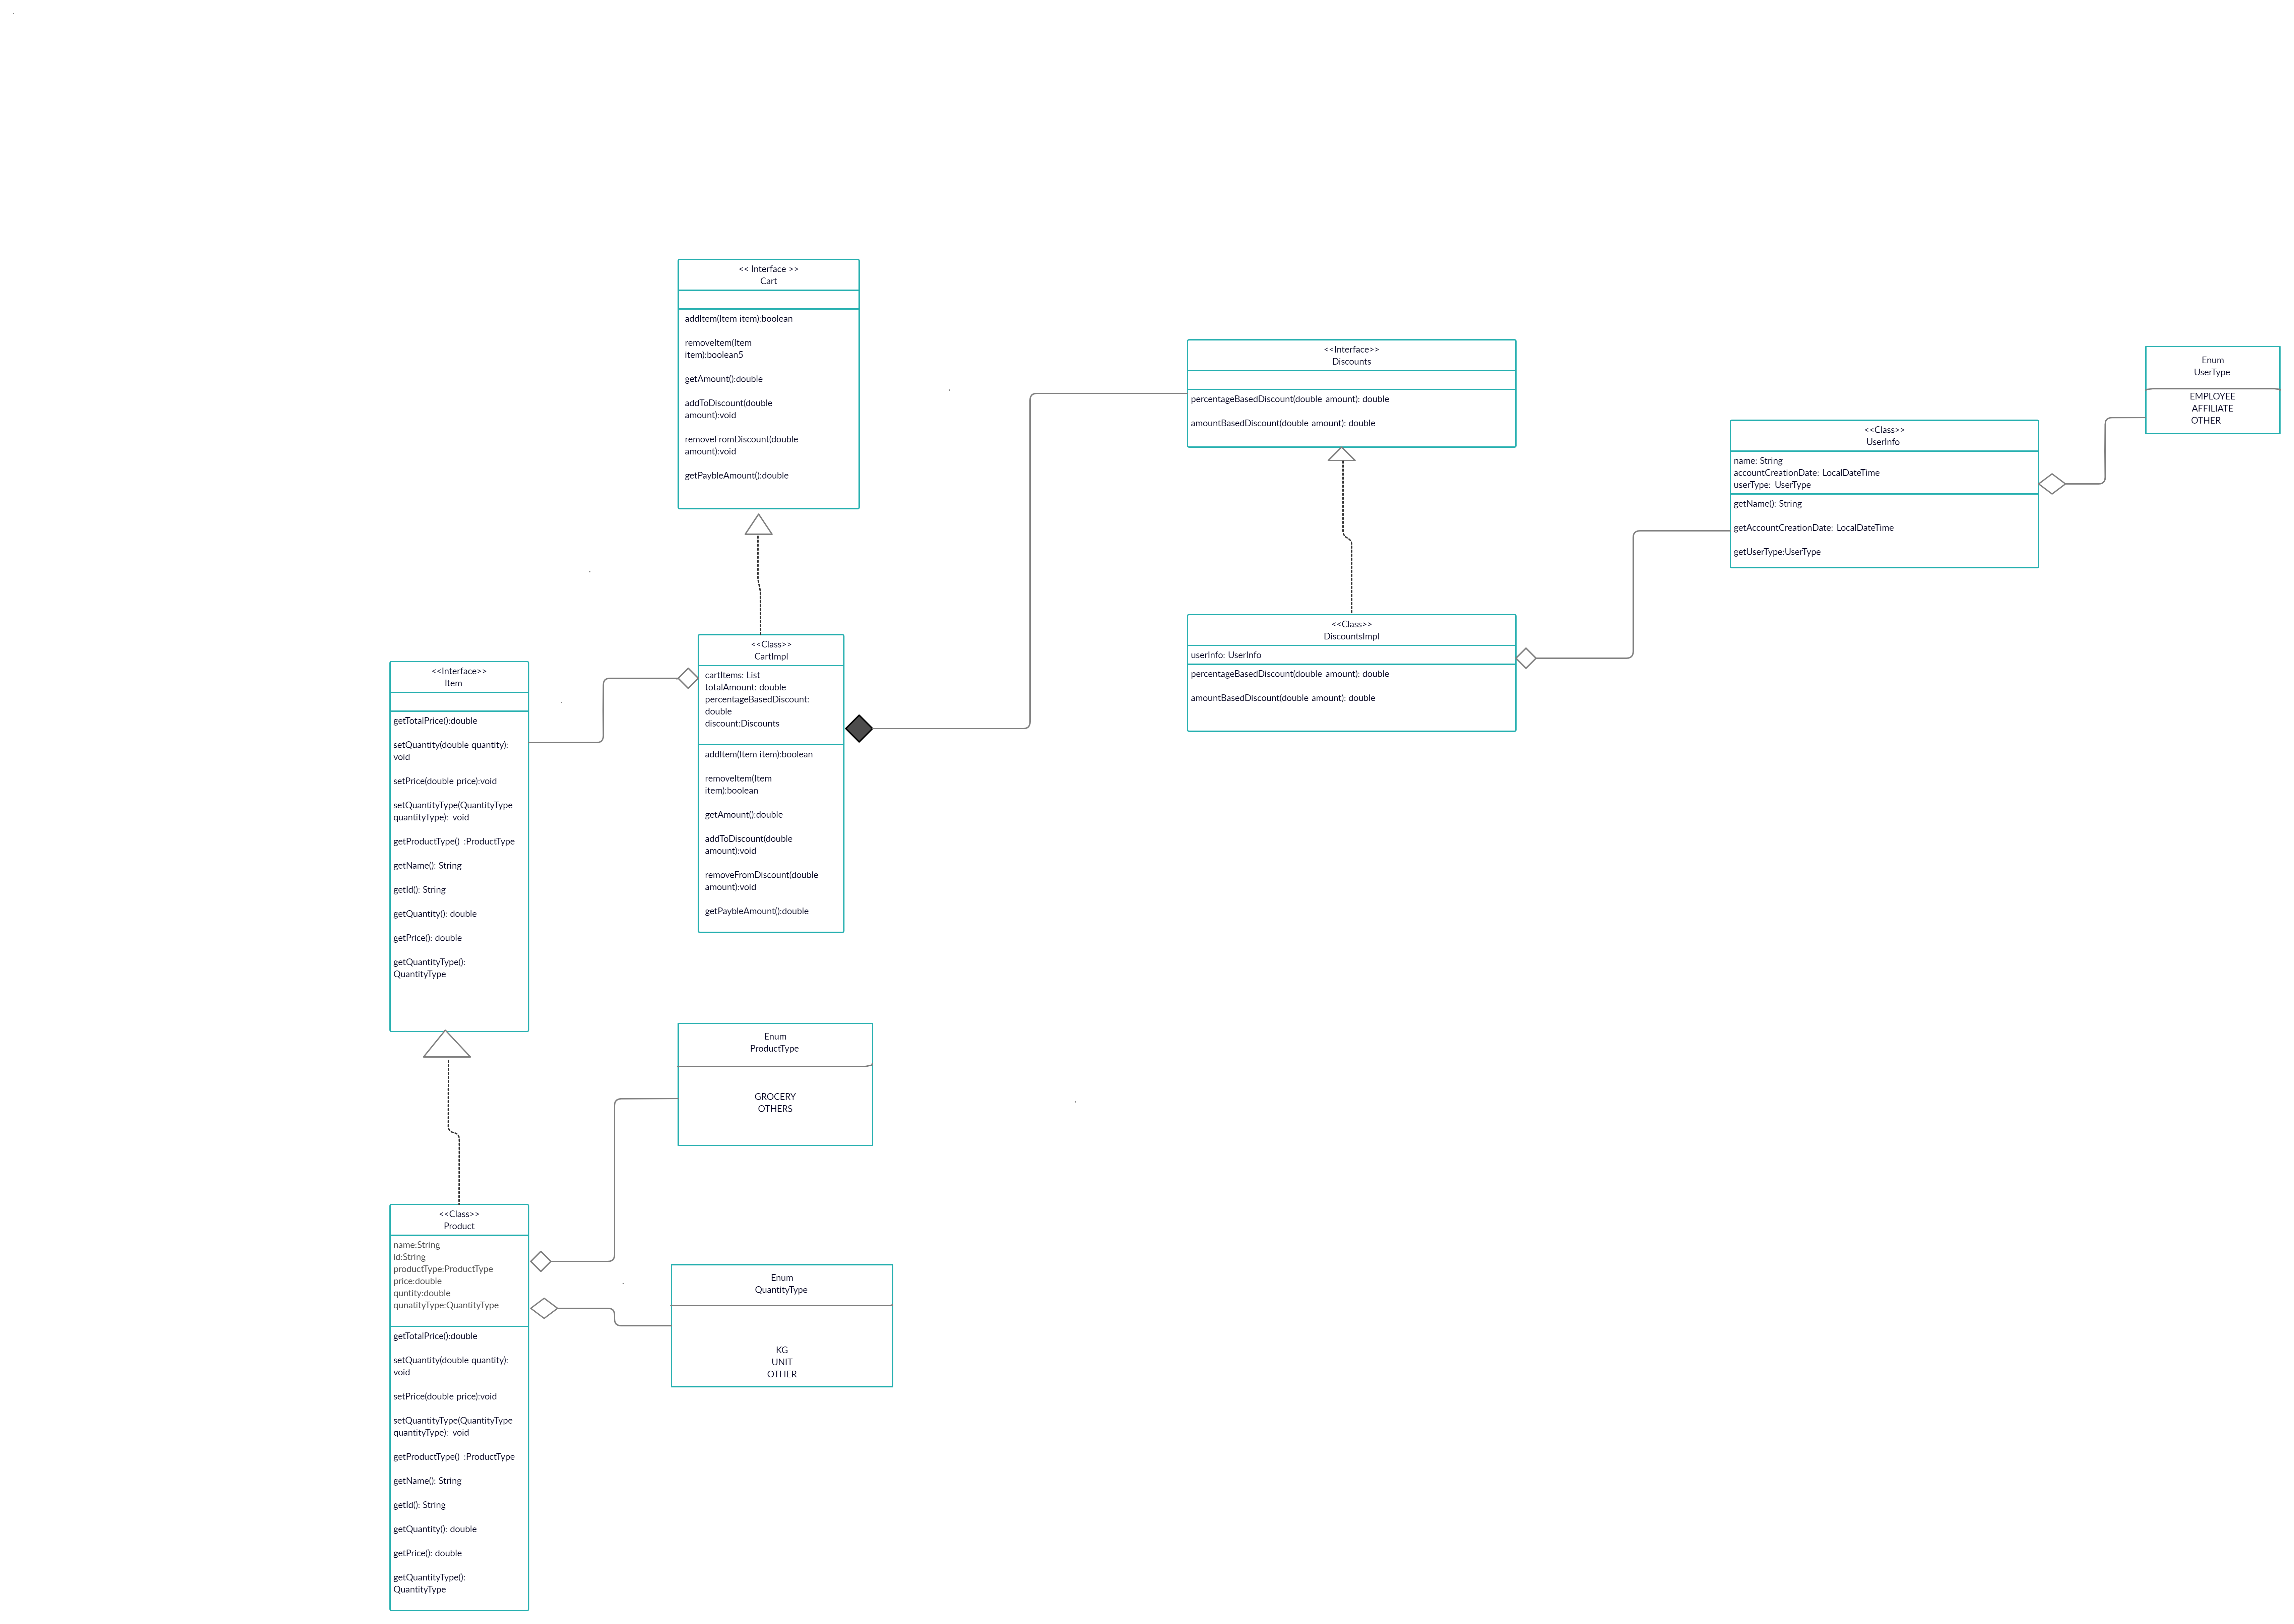 << Interface >>
Cart
addItem(Item item):boolean
removeItem(Item
item):boolean5
getAmount():double
addToDiscount(double
amount):void
removeFromDiscount(double
amount):void
getPaybleAmount():double
<<Interface>>
Discounts
percentageBasedDiscount(double amount): double
amountBasedDiscount(double amount): double
Enum
UserType
EMPLOYEE
AFFILIATE
OTHER
<<Class>>
UserInfo
name: String
accountCreationDate: LocalDateTime
userType: UserType
getName(): String
getAccountCreationDate: LocalDateTime
getUserType:UserType
<<Class>>
DiscountsImpl
userInfo: UserInfo
percentageBasedDiscount(double amount): double
amountBasedDiscount(double amount): double
<<Class>>
CartImpl
cartItems: List
totalAmount: double
percentageBasedDiscount:
double
discount:Discounts
addItem(Item item):boolean
removeItem(Item
item):boolean
getAmount():double
addToDiscount(double
amount):void
removeFromDiscount(double
amount):void
getPaybleAmount():double
<<Interface>>
Item
getTotalPrice():double
setQuantity(double quantity):
void
setPrice(double price):void
setQuantityType(QuantityType
quantityType): void
getProductType() :ProductType
getName(): String
getId(): String
getQuantity(): double
getPrice(): double
getQuantityType():
QuantityType
Enum
ProductType
GROCERY
OTHERS
<<Class>>
Product
name:String
id:String
productType:ProductType
price:double
quntity:double
qunatityType:QuantityType
getTotalPrice():double
setQuantity(double quantity):
void
setPrice(double price):void
setQuantityType(QuantityType
quantityType): void
getProductType() :ProductType
getName(): String
getId(): String
getQuantity(): double
getPrice(): double
getQuantityType():
QuantityType
Enum
QuantityType
KG
UNIT
OTHER